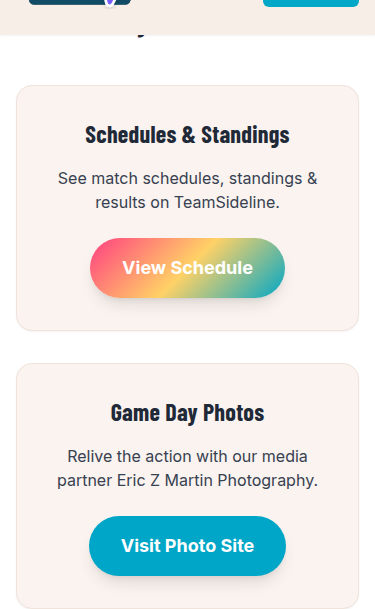 Schedules & Standings
See match schedules, standings &
results on TeamSideline.
View Schedule
Game Day Photos
Relive the action with our media
partner Eric Z Martin Photography.
Visit Photo Site